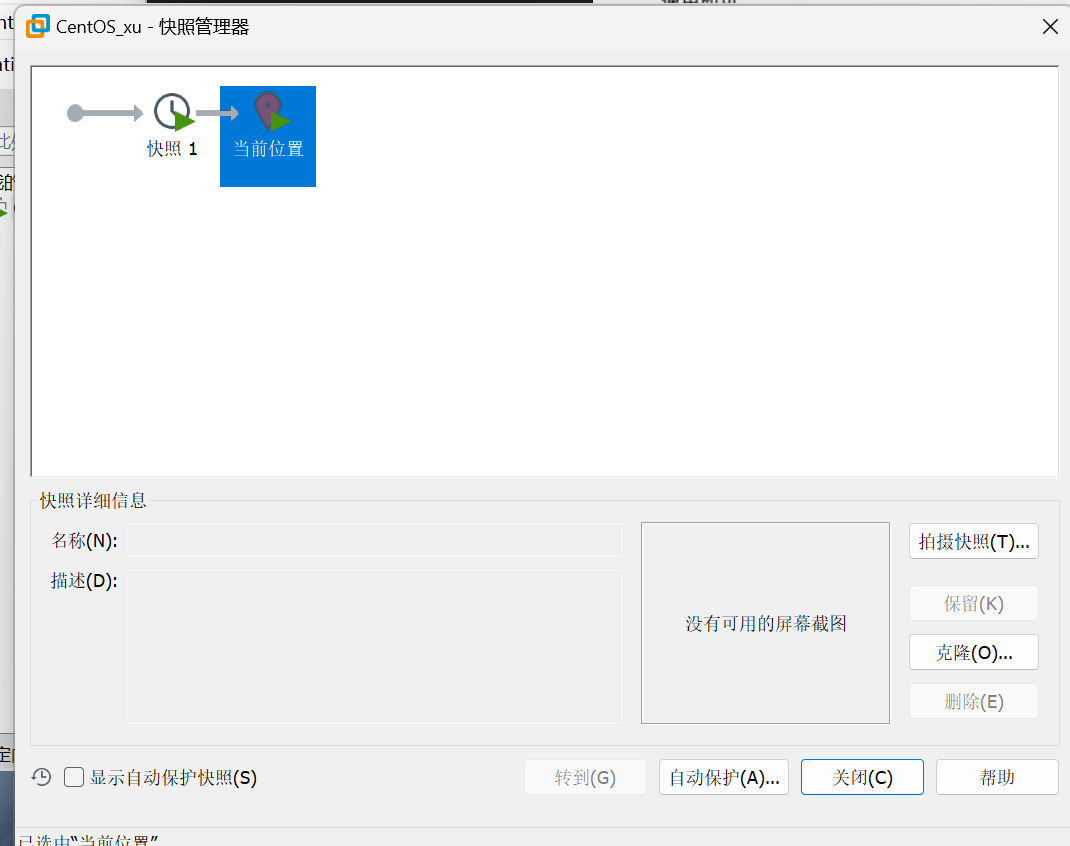 CentOS_xu - 快照管理器
快照 1
当前位置
快照详细信息
名称(N):
描述(D):
没有可用的屏幕截图
拍摄快照(T)...
保留(K)
克隆(O)...
删除(E)
显示自动保护快照(S)
转到(G)
自动保护(A)...
关闭(C)
帮助
已选中“当前位置”